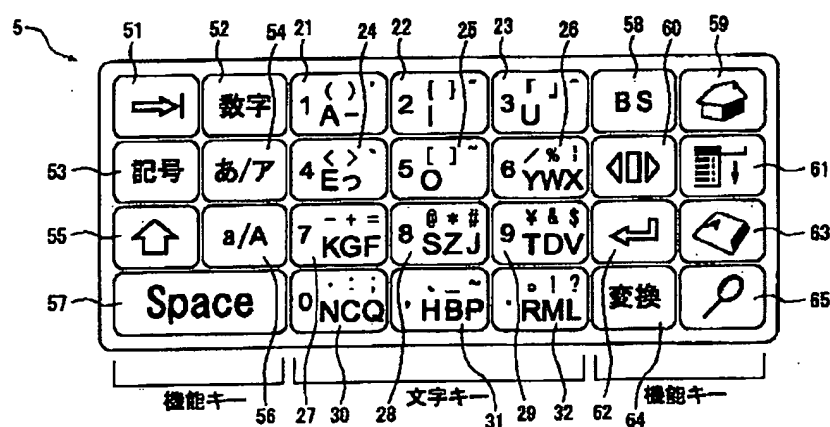 5
51 52 54 21 24 22 25 23 26 58 60 59
数字 1 ( ) ' A- 2 { } ¨ I 3 「 」 ^ U BS
53 記号 あ/ア 4 < > ` Eっ 5 [ ] ~ O 6 / % ¡ YWX 61
55 a/A 7 - + = KGF 8 @ * # SZJ 9 ¥ & $ TDV 63
57 Space 0 . : ; NCQ , 、 _ ~ HBP . 。 ! ? RML 変換 65
機能キー 56 27 30 28 文字キー 31 29 32 62 機能キー 64